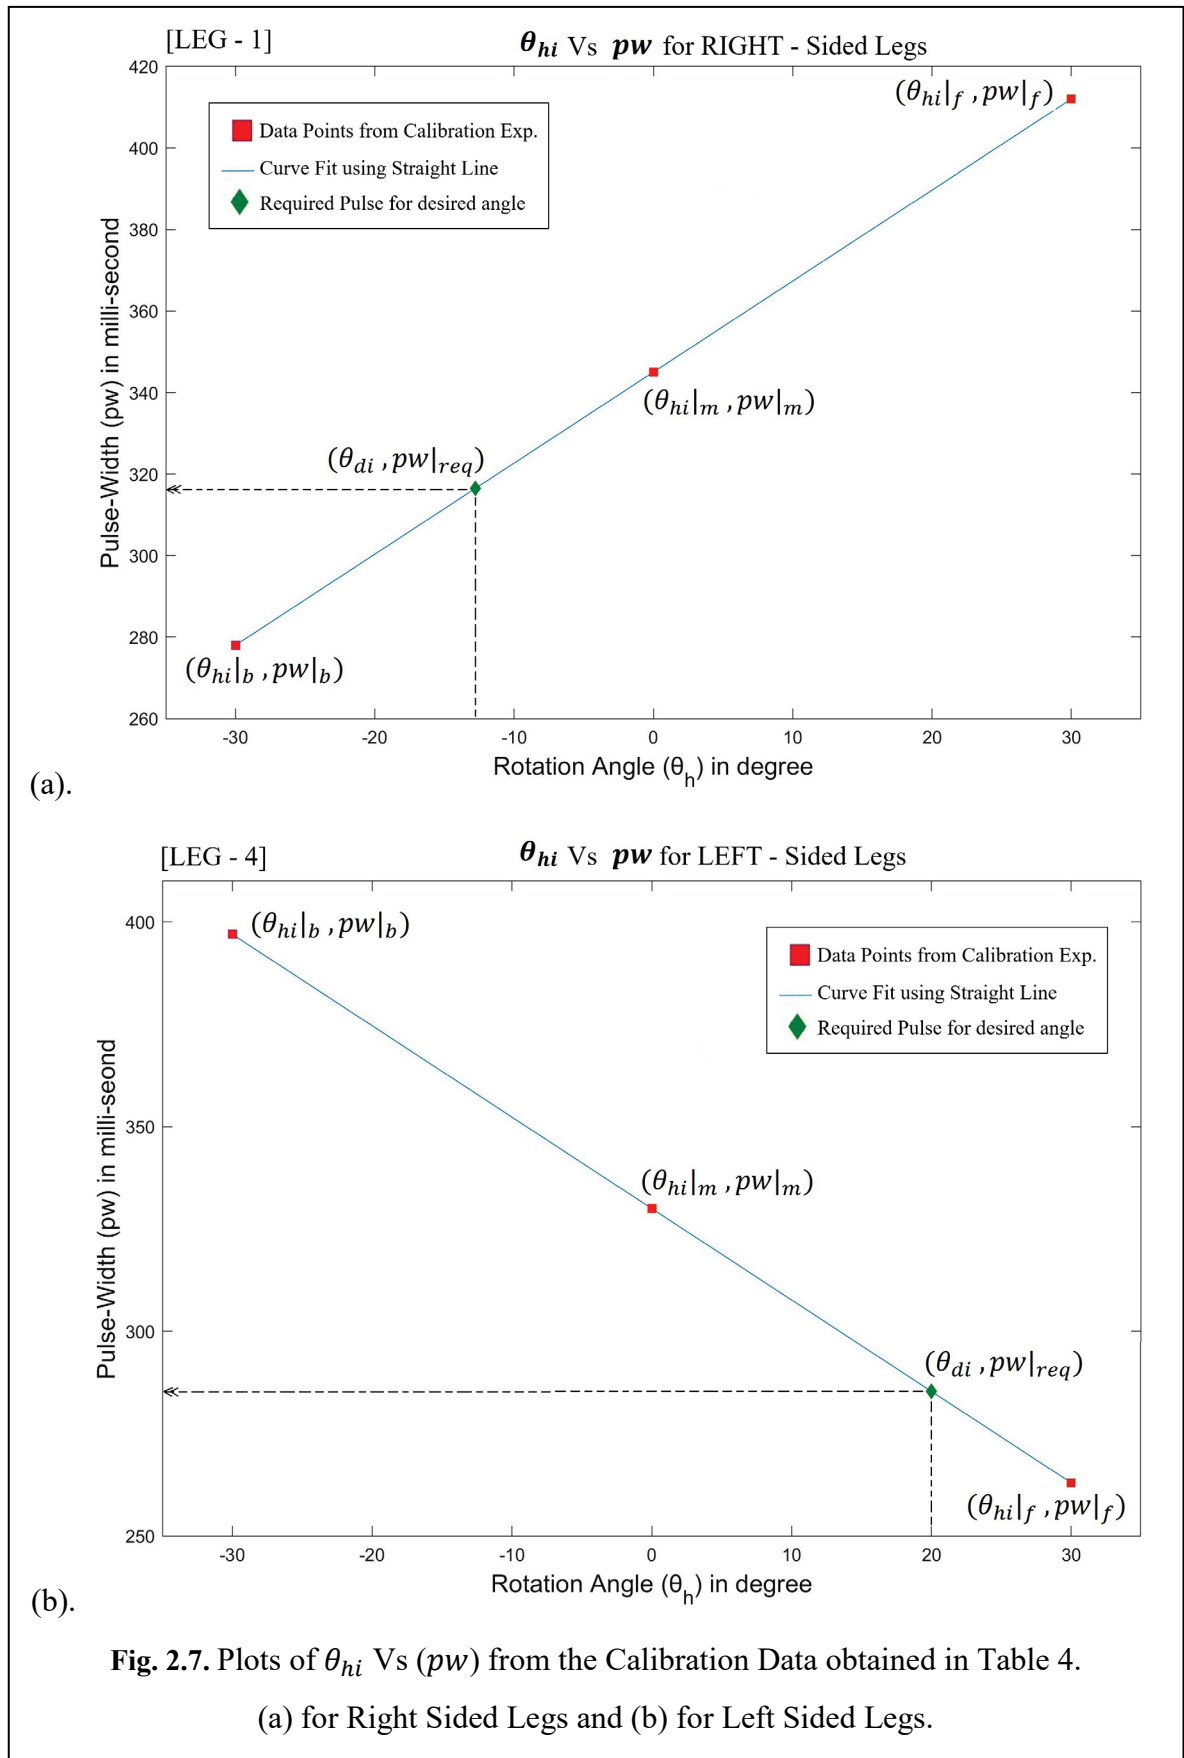 [LEG - 1]
θhi Vs pw for RIGHT - Sided Legs
420
400
380
360
340
320
300
280
260
Pulse-Width (pw) in milli-second
Data Points from Calibration Exp.
Curve Fit using Straight Line
Required Pulse for desired angle
(θhi|f , pw|f)
(θhi|m , pw|m)
(θdi , pw|req)
(θhi|b , pw|b)
-30 -20 -10 0 10 20 30
Rotation Angle (θh) in degree
(a).
[LEG - 4]
θhi Vs pw for LEFT - Sided Legs
400
350
300
250
Pulse-Width (pw) in milli-seond
(θhi|b , pw|b)
Data Points from Calibration Exp.
Curve Fit using Straight Line
Required Pulse for desired angle
(θhi|m , pw|m)
(θdi , pw|req)
(θhi|f , pw|f)
-30 -20 -10 0 10 20 30
Rotation Angle (θh) in degree
(b).
Fig. 2.7. Plots of θhi Vs (pw) from the Calibration Data obtained in Table 4.
(a) for Right Sided Legs and (b) for Left Sided Legs.